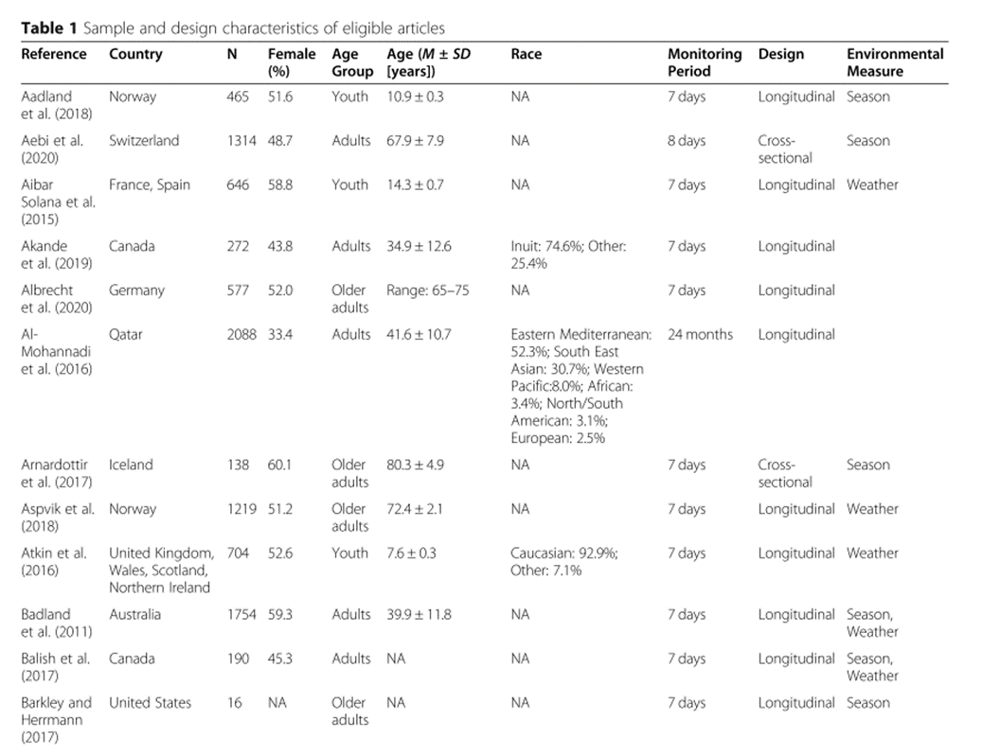 Table 1 Sample and design characteristics of eligible articles
Reference Country N Female (%) Age Group Age (M ± SD [years]) Race Monitoring Period Design Environmental Measure
Aadland et al. (2018) Norway 465 51.6 Youth 10.9 ± 0.3 NA 7 days Longitudinal Season
Aebi et al. (2020) Switzerland 1314 48.7 Adults 67.9 ± 7.9 NA 8 days Cross-sectional Season
Aibar Solana et al. (2015) France, Spain 646 58.8 Youth 14.3 ± 0.7 NA 7 days Longitudinal Weather
Akande et al. (2019) Canada 272 43.8 Adults 34.9 ± 12.6 Inuit: 74.6%; Other: 25.4% 7 days Longitudinal
Albrecht et al. (2020) Germany 577 52.0 Older adults Range: 65–75 NA 7 days Longitudinal
Al-Mohannadi et al. (2016) Qatar 2088 33.4 Adults 41.6 ± 10.7 Eastern Mediterranean: 52.3%; South East Asian: 30.7%; Western Pacific:8.0%; African: 3.4%; North/South American: 3.1%; European: 2.5% 24 months Longitudinal
Arnardottir et al. (2017) Iceland 138 60.1 Older adults 80.3 ± 4.9 NA 7 days Cross-sectional Season
Aspvik et al. (2018) Norway 1219 51.2 Older adults 72.4 ± 2.1 NA 7 days Longitudinal Weather
Atkin et al. (2016) United Kingdom, Wales, Scotland, Northern Ireland 704 52.6 Youth 7.6 ± 0.3 Caucasian: 92.9%; Other: 7.1% 7 days Longitudinal Weather
Badland et al. (2011) Australia 1754 59.3 Adults 39.9 ± 11.8 NA 7 days Longitudinal Season, Weather
Balish et al. (2017) Canada 190 45.3 Adults NA NA 7 days Longitudinal Season, Weather
Barkley and Herrmann (2017) United States 16 NA Older adults NA NA 7 days Longitudinal Season